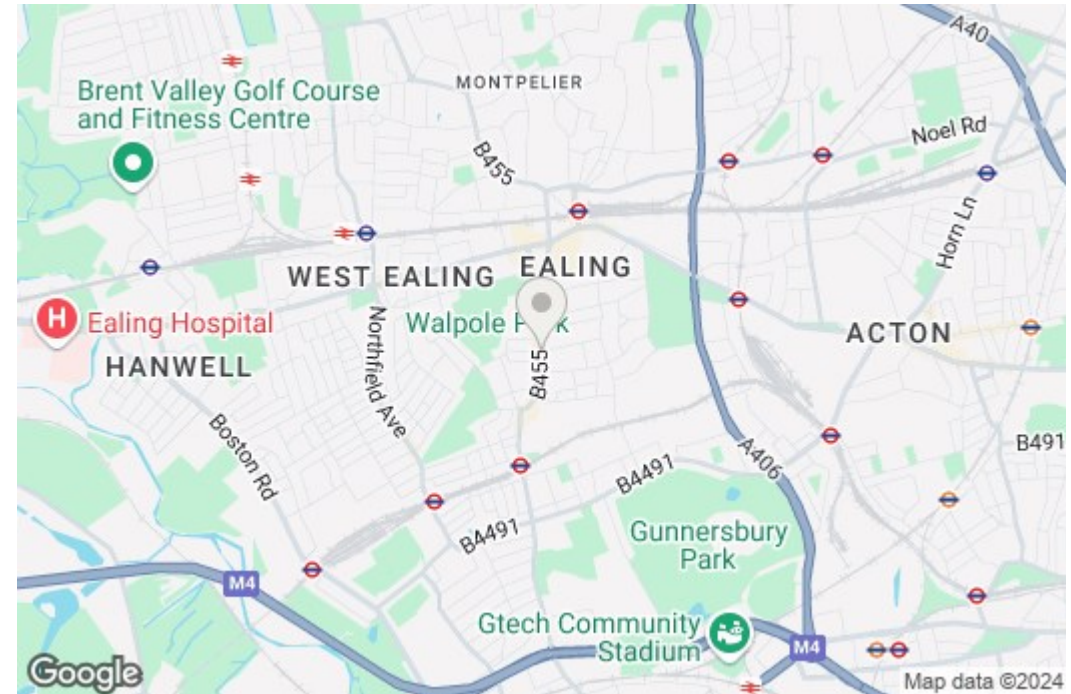 A40
MONTPELIER
Brent Valley Golf Course
and Fitness Centre
Noel Rd
B455
Horn Ln
WEST EALING
EALING
H
Ealing Hospital
Walpole Park
ACTON
HANWELL
Northfield Ave
B455
Boston Rd
B491
A406
B4491
B4491
Gunnersbury
Park
M4
Gtech Community
Stadium
M4
Google
Map data ©2024